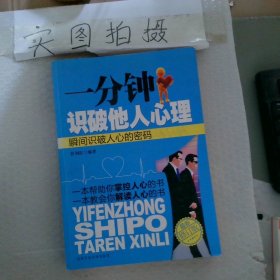 实图拍摄
一分钟
识破他人心理
瞬间识破人心的密码
一本帮助你掌控人心的书
一本教会你解读人心的书
YIFENZHONG
SHIPO
TAREN XINLI